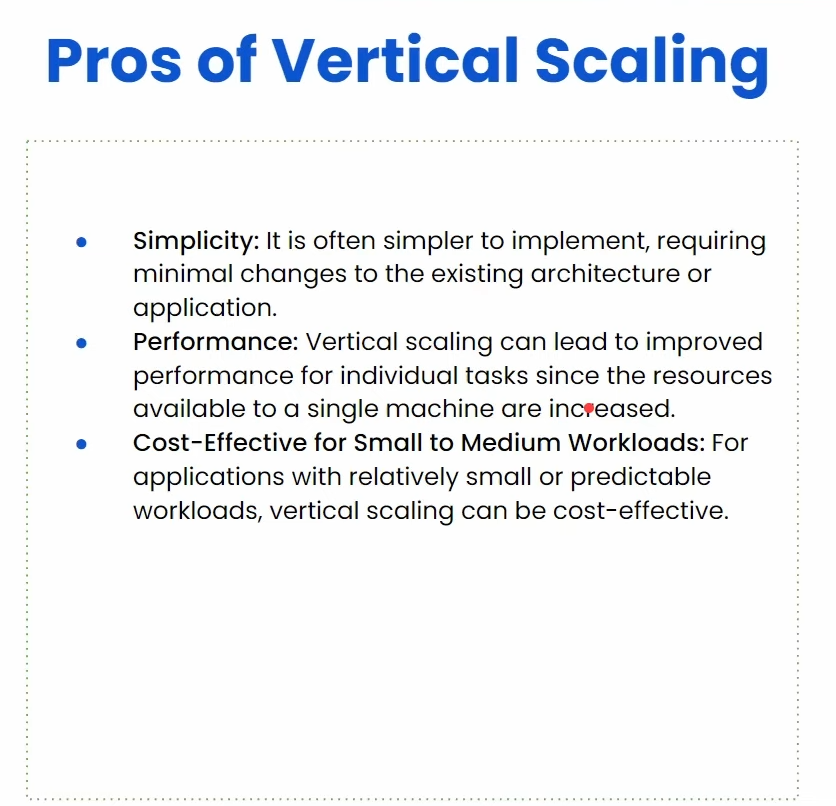 Pros of Vertical Scaling
● Simplicity: It is often simpler to implement, requiring
minimal changes to the existing architecture or
application.
● Performance: Vertical scaling can lead to improved
performance for individual tasks since the resources
available to a single machine are increased.
● Cost-Effective for Small to Medium Workloads: For
applications with relatively small or predictable
workloads, vertical scaling can be cost-effective.